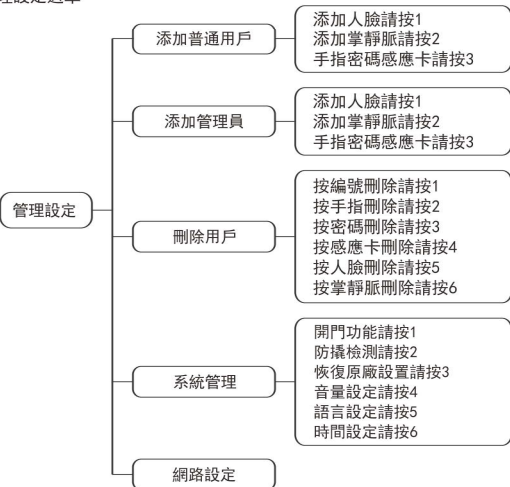 管理設定
添加普通用戶
添加人臉請按1
添加掌靜脈請按2
手指密碼感應卡請按3
添加管理員
添加人臉請按1
添加掌靜脈請按2
手指密碼感應卡請按3
刪除用戶
按編號刪除請按1
按手指刪除請按2
按密碼刪除請按3
按感應卡刪除請按4
按人臉刪除請按5
按掌靜脈刪除請按6
系統管理
開門功能請按1
防撬檢測請按2
恢復原廠設置請按3
音量設定請按4
語言設定請按5
時間設定請按6
網路設定